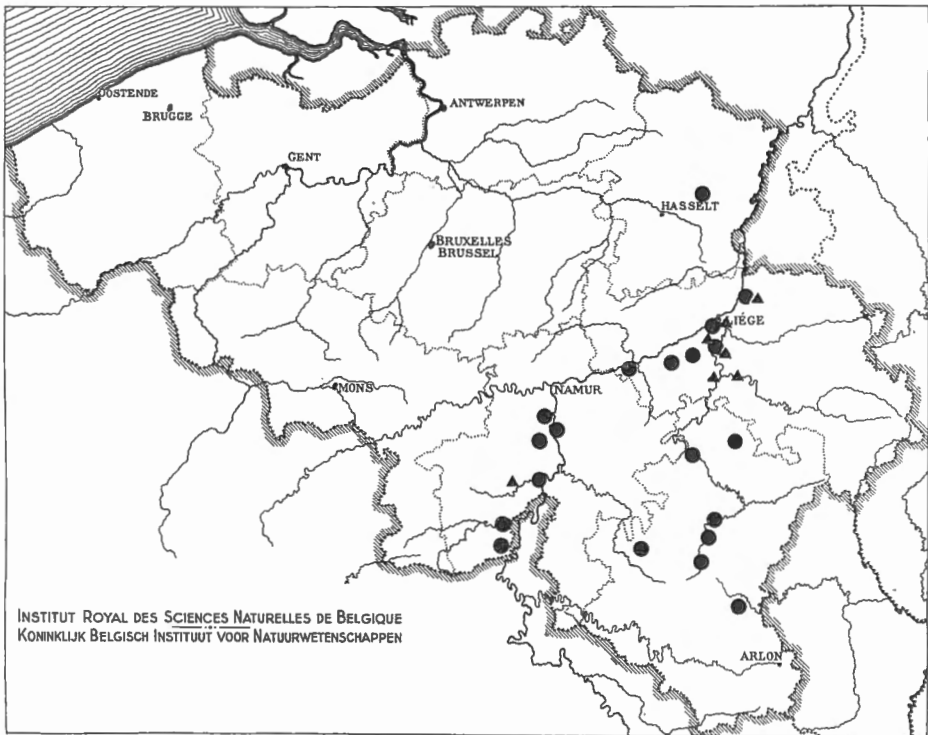 OOSTENDE
BRUGGE
ANTWERPEN
GENT
HASSELT
BRUXELLES
BRUSSEL
LIÉGE
MONS
NAMUR
INSTITUT ROYAL DES SCIENCES NATURELLES DE BELGIQUE
KONINKLIJK BELGISCH INSTITUUT VOOR NATUURWETENSCHAPPEN
ARLON